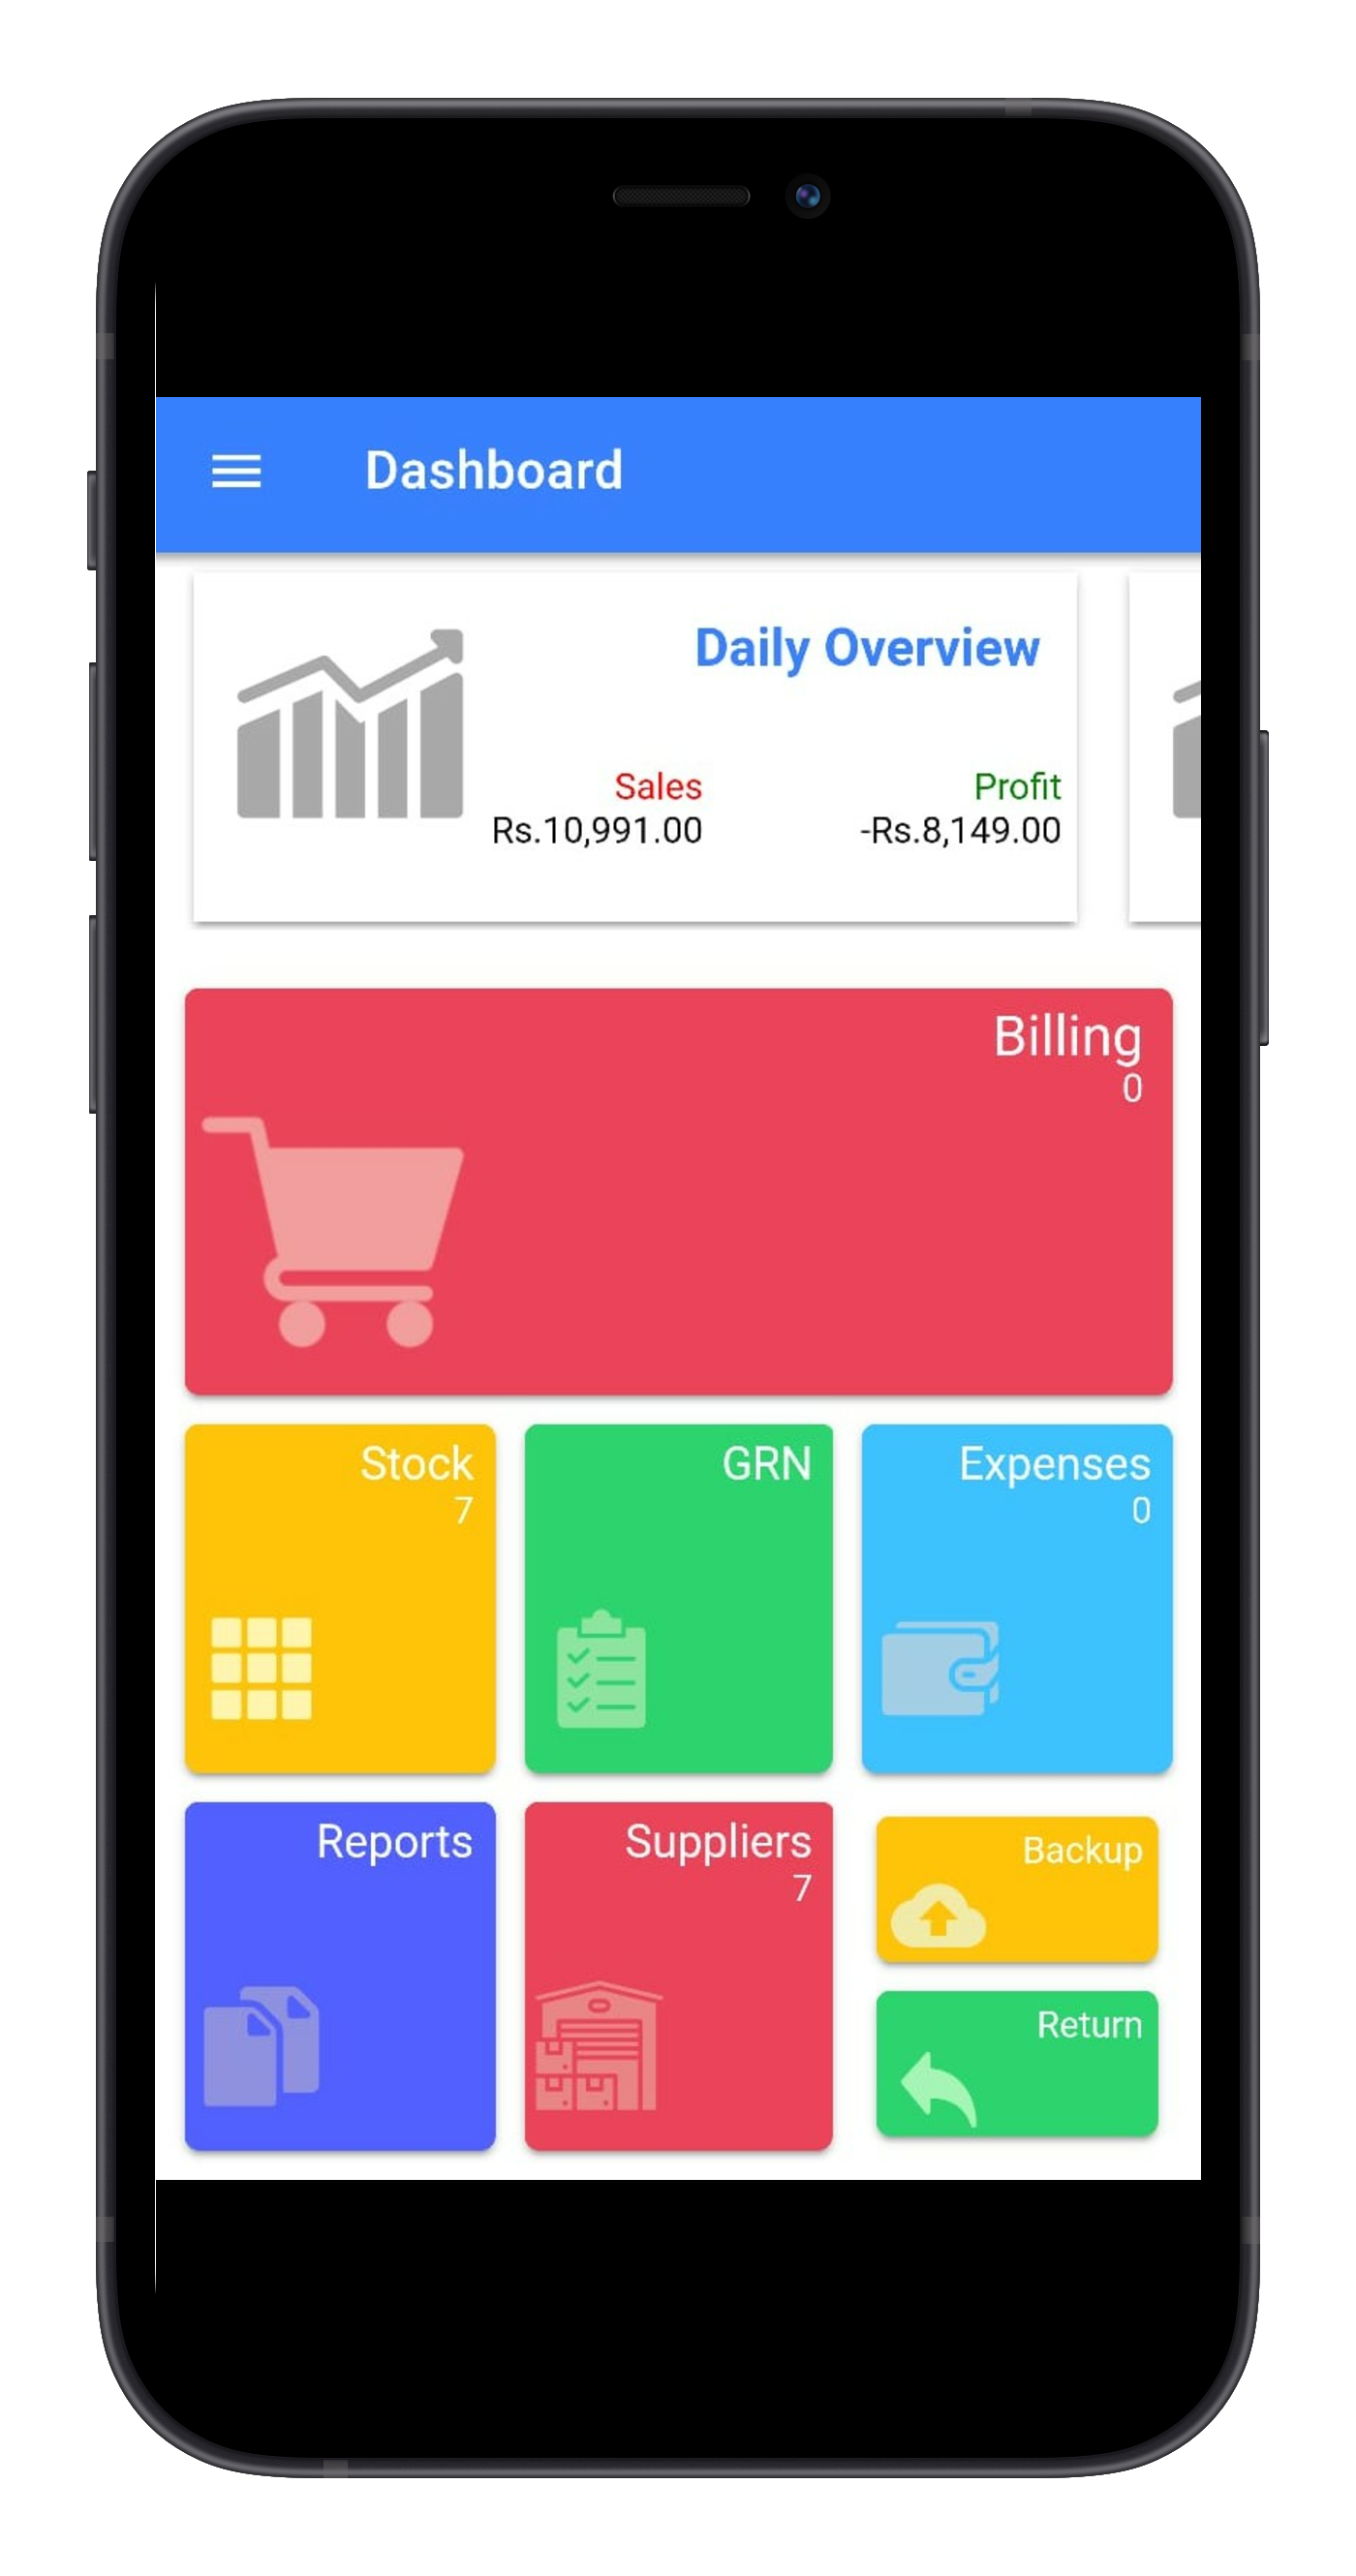 Dashboard
Daily Overview
Sales Profit
Rs.10,991.00 -Rs.8,149.00
Billing
0
Stock
7
GRN
Expenses
0
Reports
Suppliers
7
Backup
Return